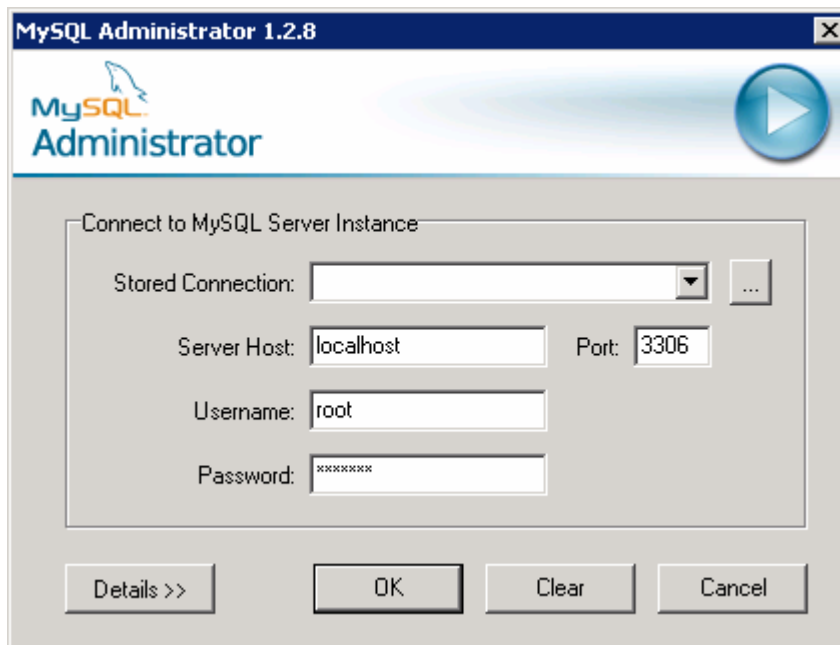 MySQL Administrator 1.2.8
MySQL
Administrator
Connect to MySQL Server Instance
Stored Connection:
...
Server Host: localhost Port: 3306
Username: root
Password: *******
Details >> OK Clear Cancel